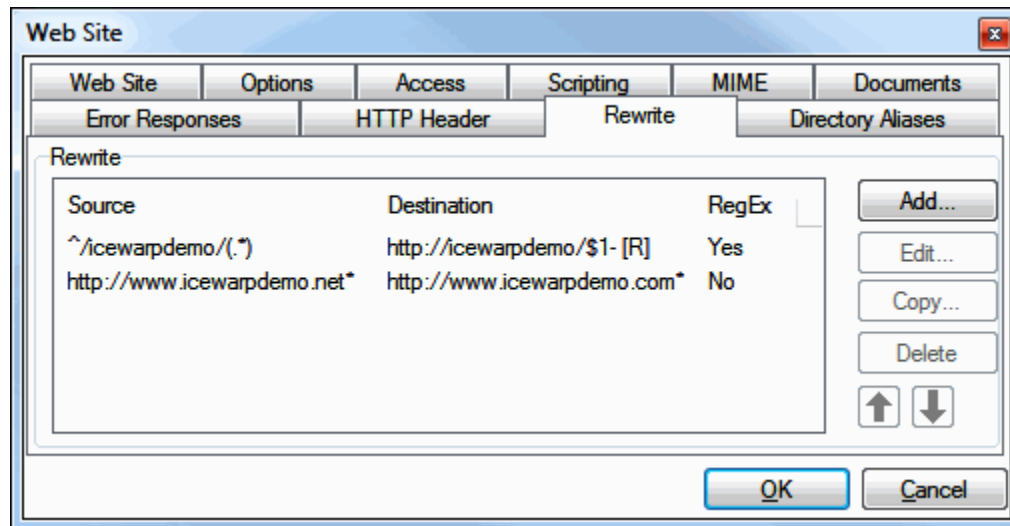 Web Site
Web Site Options Access Scripting MIME Documents
Error Responses HTTP Header Rewrite Directory Aliases
Rewrite
Source Destination RegEx
^/icewarpdemo/(.*) http://icewarpdemo/$1- [R] Yes
http://www.icewarpdemo.net* http://www.icewarpdemo.com* No
Add...
Edit...
Copy...
Delete
OK Cancel